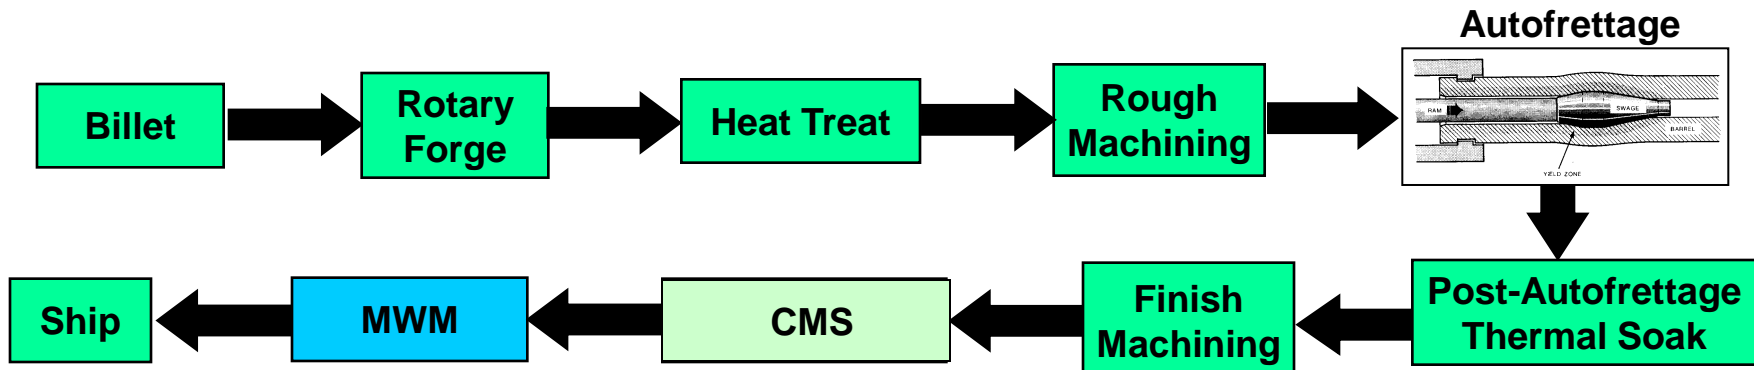 Autofrettage
Billet
Rotary
Forge
Heat Treat
Rough
Machining
RAM
SWAGE
BARREL
YIELD ZONE
Post-Autofrettage
Thermal Soak
Finish
Machining
CMS
MWM
Ship